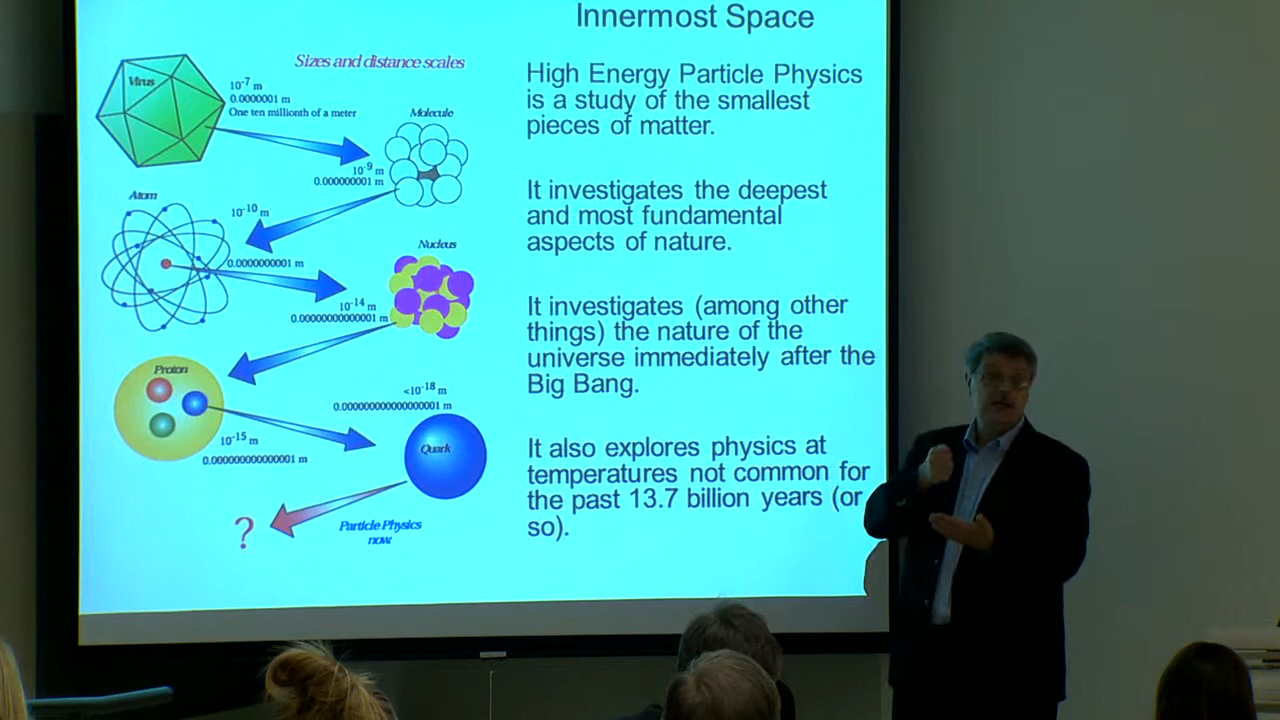 Innermost Space
Sizes and distance scales
Virus
10⁻⁷ m
0.0000001 m
One ten millionth of a meter
Molecule
10⁻⁹ m
0.000000001 m
Atom
10⁻¹⁰ m
0.0000000001 m
Nucleus
10⁻¹⁴ m
0.00000000000001 m
Proton
10⁻¹⁵ m
0.000000000000001 m
<10⁻¹⁸ m
0.000000000000000001 m
Quark
?
Particle Physics
now.
High Energy Particle Physics
is a study of the smallest
pieces of matter.
It investigates the deepest
and most fundamental
aspects of nature.
It investigates (among other
things) the nature of the
universe immediately after the
Big Bang.
It also explores physics at
temperatures not common for
the past 13.7 billion years (or
so).